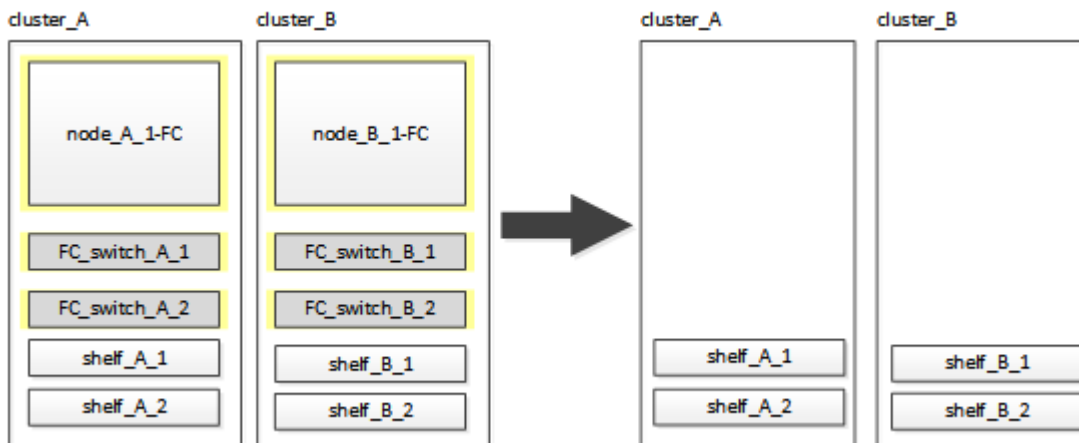 cluster_A
cluster_B
cluster_A
cluster_B
node_A_1-FC
node_B_1-FC
FC_switch_A_1
FC_switch_B_1
FC_switch_A_2
FC_switch_B_2
shelf_A_1
shelf_B_1
shelf_A_1
shelf_B_1
shelf_A_2
shelf_B_2
shelf_A_2
shelf_B_2